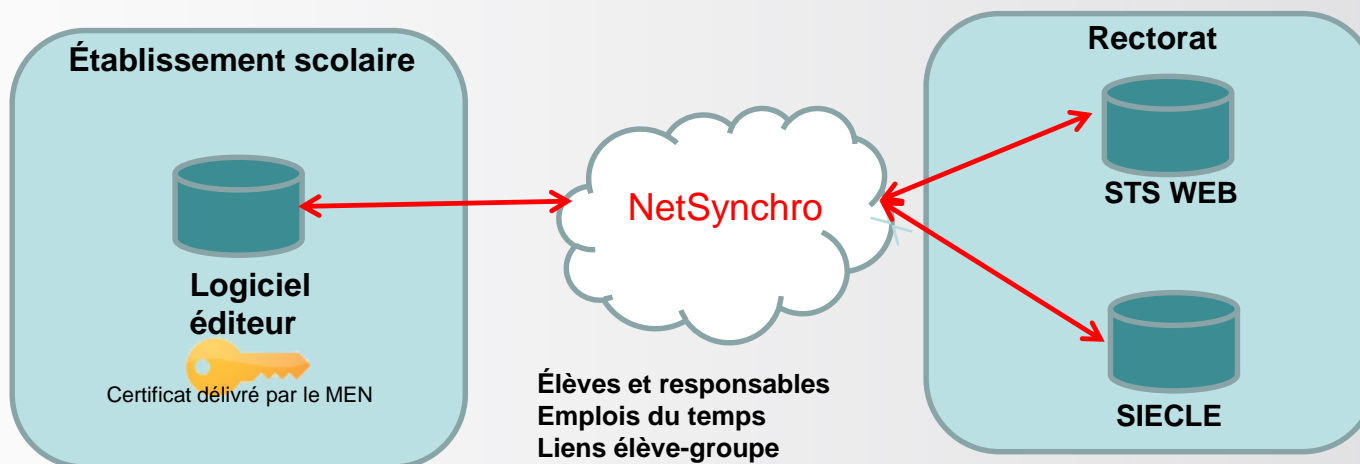 Établissement scolaire
Logiciel
éditeur
Certificat délivré par le MEN
NetSynchro
Élèves et responsables
Emplois du temps
Liens élève-groupe
Rectorat
STS WEB
SIECLE